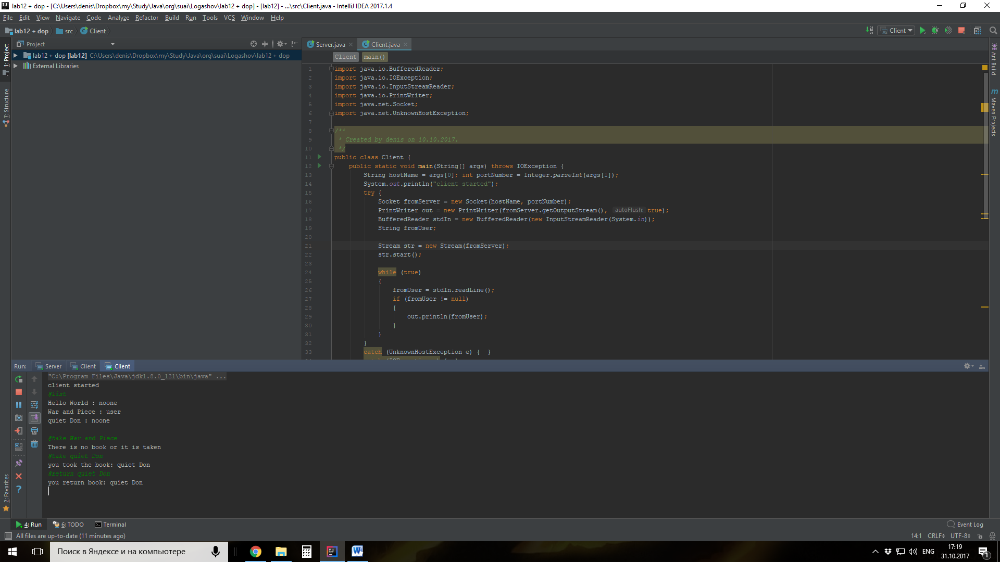 lab12 + dop - [C:\Users\denis\Dropbox\my\Study\Java\org\suai\Logashov\lab12 + dop] - [lab12] - ...\src\Client.java - IntelliJ IDEA 2017.1.4
File Edit View Navigate Code Analyze Refactor Build Run Tools VCS Window Help
lab12 + dop src Client
Client
Project
Server.java Client.java
1: Project
7: Structure
2: Favorites
Ant Build
Maven Projects
lab12 + dop [lab12] C:\Users\denis\Dropbox\my\Study\Java\org\suai\Logashov\lab12 + dop
External Libraries
Client main()
1 import java.io.BufferedReader;
2 import java.io.IOException;
3 import java.io.InputStreamReader;
4 import java.io.PrintWriter;
5 import java.net.Socket;
6 import java.net.UnknownHostException;
7
8 /**
9 * Created by denis on 10.10.2017.
10 */
11 public class Client {
12 public static void main(String[] args) throws IOException {
13 String hostName = args[0]; int portNumber = Integer.parseInt(args[1]);
14 System.out.println("client started");
15 try {
16 Socket fromServer = new Socket(hostName, portNumber);
17 PrintWriter out = new PrintWriter(fromServer.getOutputStream(), autoFlush: true);
18 BufferedReader stdIn = new BufferedReader(new InputStreamReader(System.in));
19 String fromUser;
20
21 Stream str = new Stream(fromServer);
22 str.start();
23
24 while (true)
25 {
26 fromUser = stdIn.readLine();
27 if (fromUser != null)
28 {
29 out.println(fromUser);
30 }
31 }
32 }
33 catch (UnknownHostException e) { }
Run: Server Client Client
"C:\Program Files\Java\jdk1.8.0_121\bin\java" ...
client started
@list
Hello World : noone
War and Piece : user
quiet Don : noone
@take War and Piece
There is no book or it is taken
@take quiet Don
you took the book: quiet Don
@return quiet Don
you return book: quiet Don
4: Run 6: TODO Terminal Event Log
All files are up-to-date (11 minutes ago) 14:1 CRLF UTF-8
Поиск в Яндексе и на компьютере
ENG
17:19
31.10.2017
1